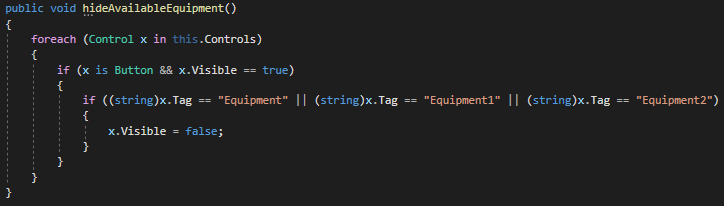 public void hideAvailableEquipment()
{
foreach (Control x in this.Controls)
{
if (x is Button && x.Visible == true)
{
if ((string)x.Tag == "Equipment" || (string)x.Tag == "Equipment1" || (string)x.Tag == "Equipment2")
{
x.Visible = false;
}
}
}
}